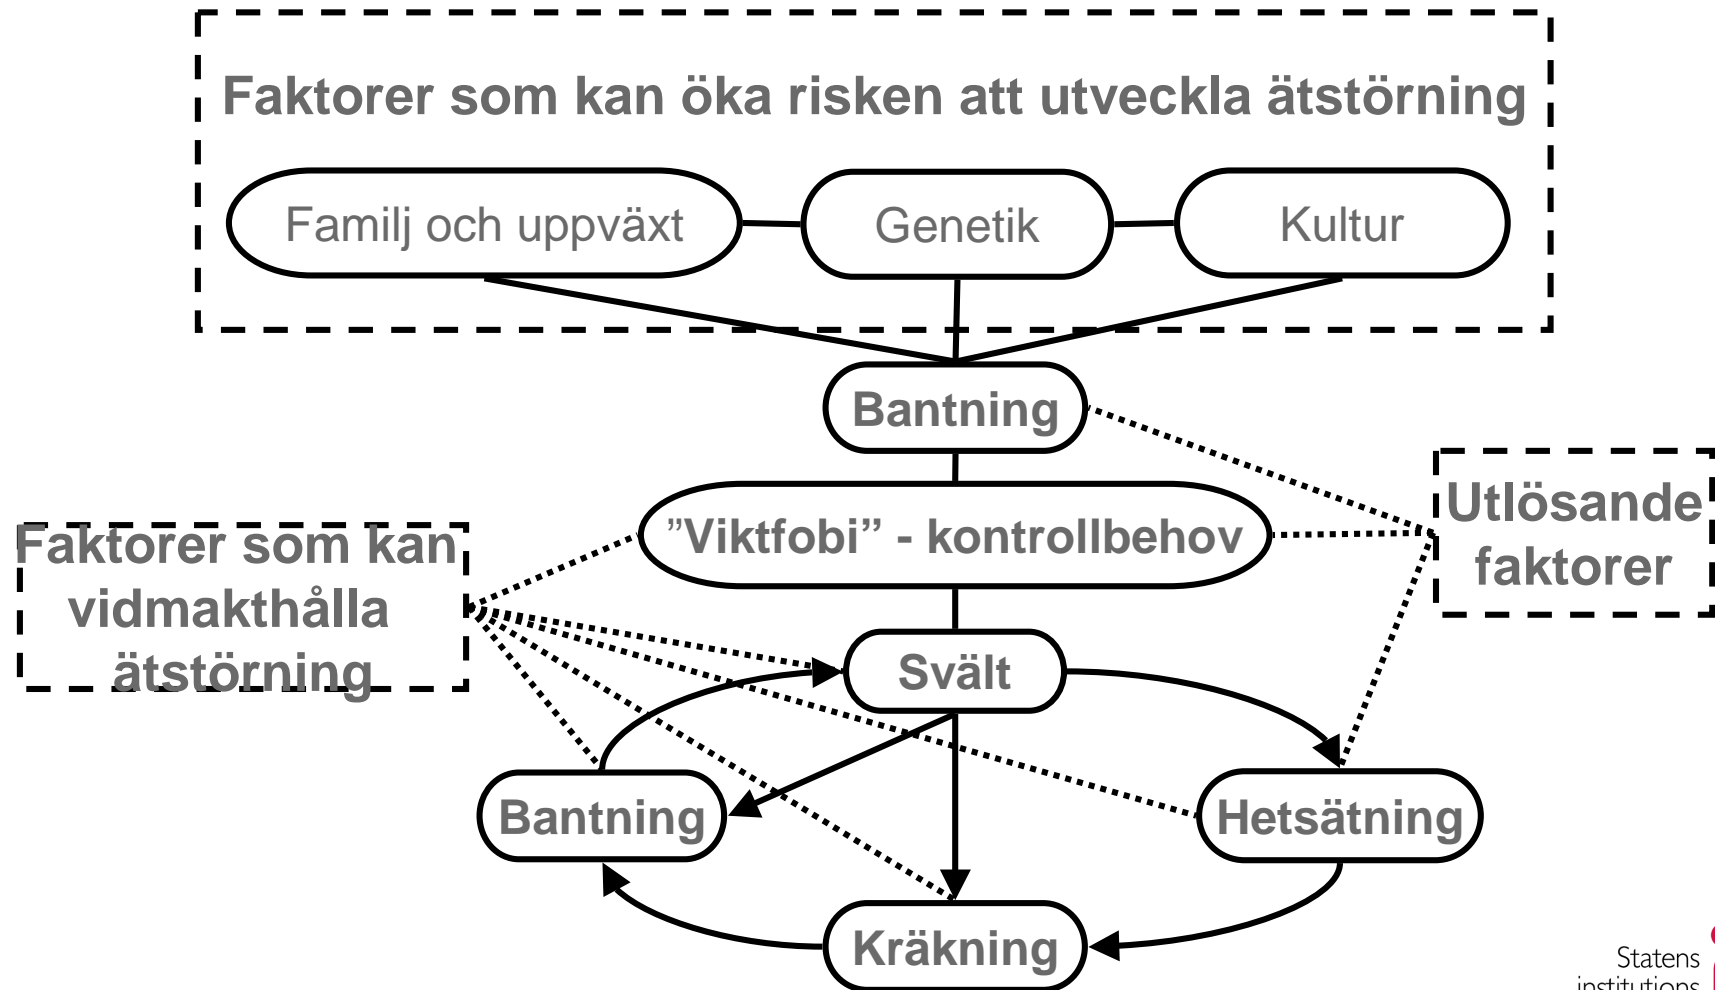 Faktorer som kan öka risken att utveckla ätstörning
Familj och uppväxt
Genetik
Kultur
Bantning
Utlösande
faktorer
”Viktfobi” - kontrollbehov
Faktorer som kan
vidmakthålla
ätstörning
Svält
Bantning
Hetsätning
Kräkning
Statens
institutions